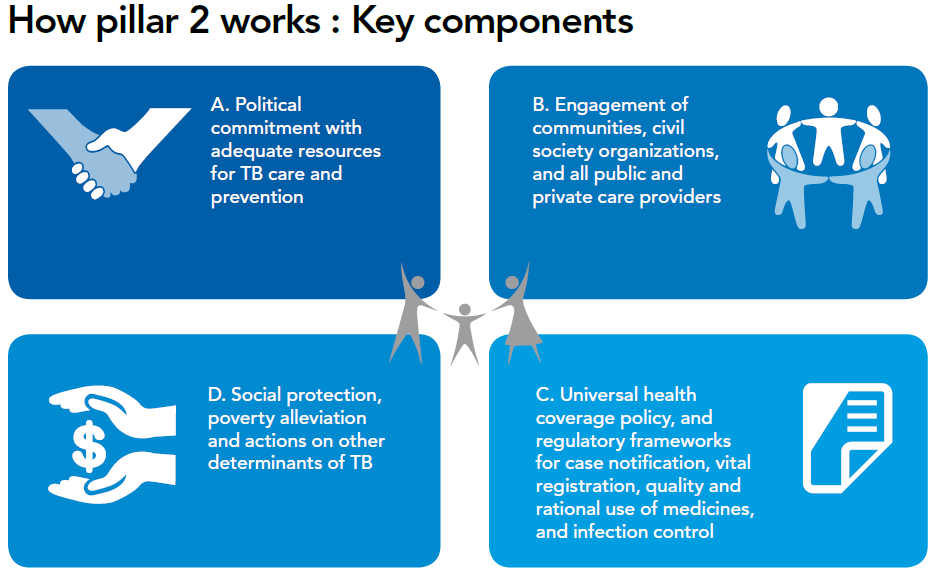 How pillar 2 works : Key components
A. Political
commitment with
adequate resources
for TB care and
prevention
B. Engagement of
communities, civil
society organizations,
and all public and
private care providers
D. Social protection,
poverty alleviation
and actions on other
determinants of TB
$
C. Universal health
coverage policy, and
regulatory frameworks
for case notification, vital
registration, quality and
rational use of medicines,
and infection control